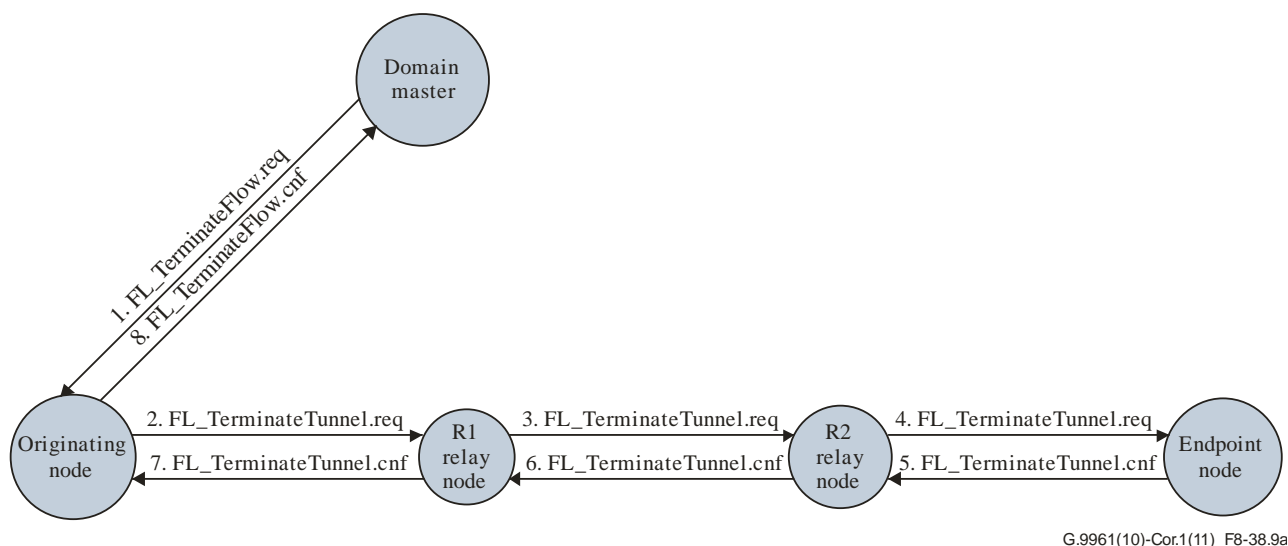 Domain
master
1. FL_TerminateFlow.req
8. FL_TerminateFlow.cnf
Originating
node
2. FL_TerminateTunnel.req
7. FL_TerminateTunnel.cnf
R1
relay
node
3. FL_TerminateTunnel.req
6. FL_TerminateTunnel.cnf
R2
relay
node
4. FL_TerminateTunnel.req
5. FL_TerminateTunnel.cnf
Endpoint
node
G.9961(10)-Cor.1(11)_F8-38.9a